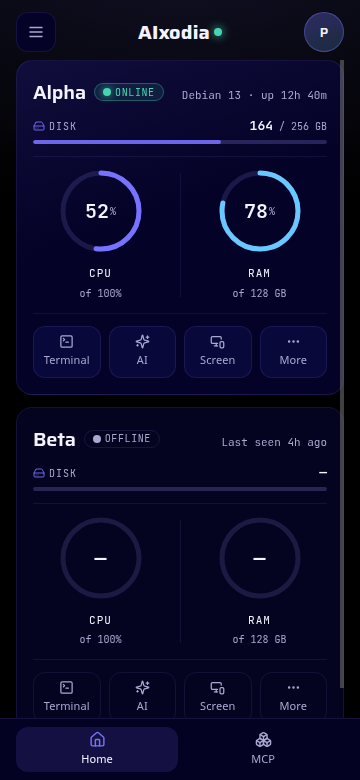 AIxodia
P
Alpha
ONLINE
Debian 13 · up 12h 40m
DISK
164 / 256 GB
52%
78%
CPU
RAM
of 100%
of 128 GB
Terminal
AI
Screen
More
Beta
OFFLINE
Last seen 4h ago
DISK
—
—
—
CPU
RAM
of 100%
of 128 GB
Terminal
AI
Screen
More
Home
MCP